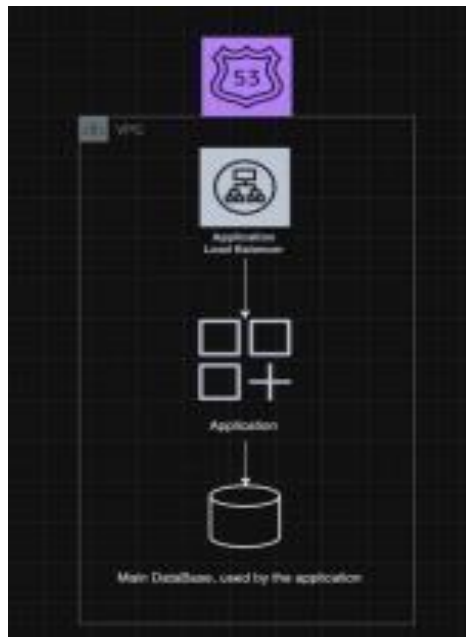 53
VPC
Application
Load Balancer
Application
Main DataBase, used by the application